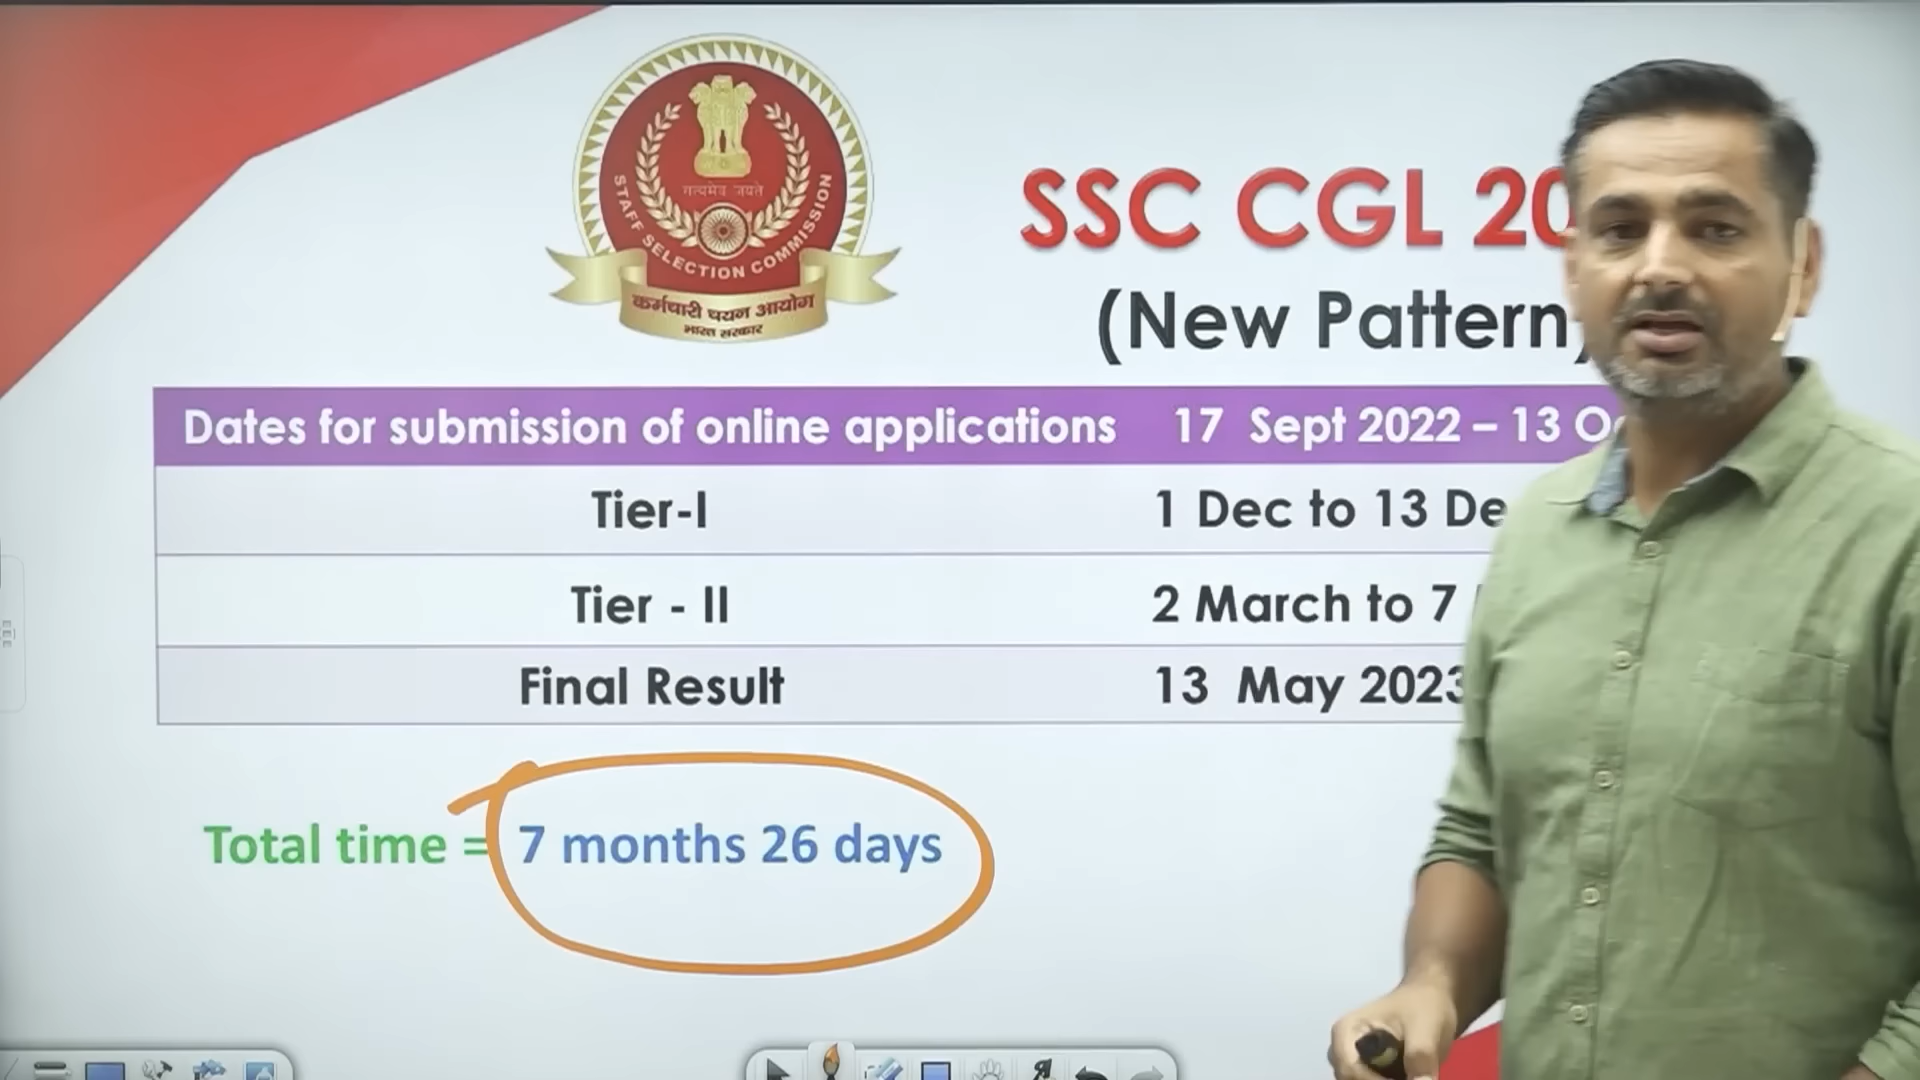 सत्यमेव जयते
STAFF SELECTION COMMISSION
कर्मचारी चयन आयोग
भारत सरकार
SSC CGL 20
(New Pattern)
Dates for submission of online applications 17 Sept 2022 – 13 O
Tier-I 1 Dec to 13 De
Tier - II 2 March to 7
Final Result 13 May 2023
Total time = 7 months 26 days